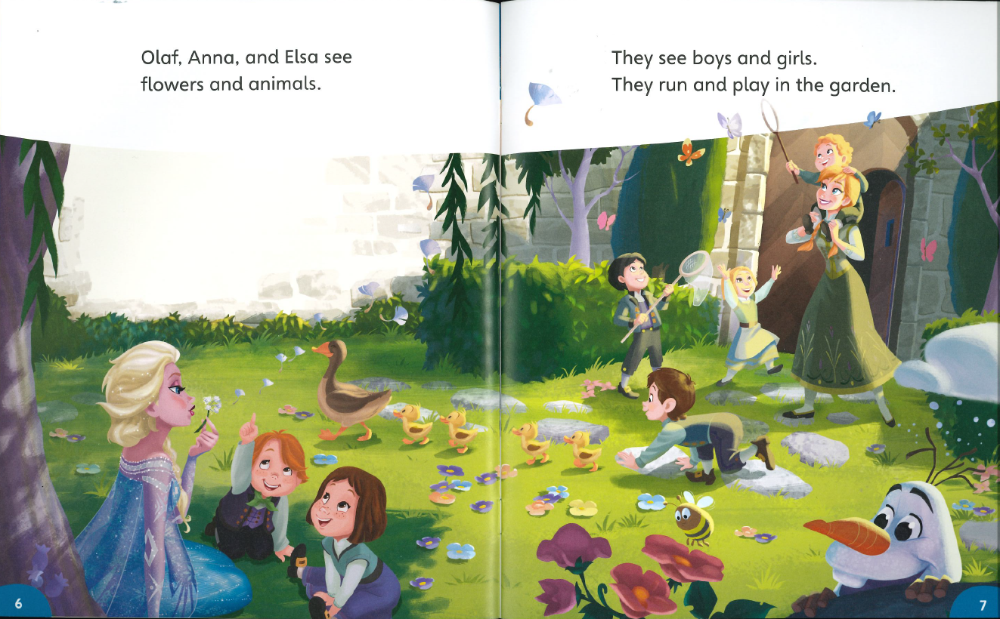 Olaf, Anna, and Elsa see
flowers and animals.
6
They see boys and girls.
They run and play in the garden.
7